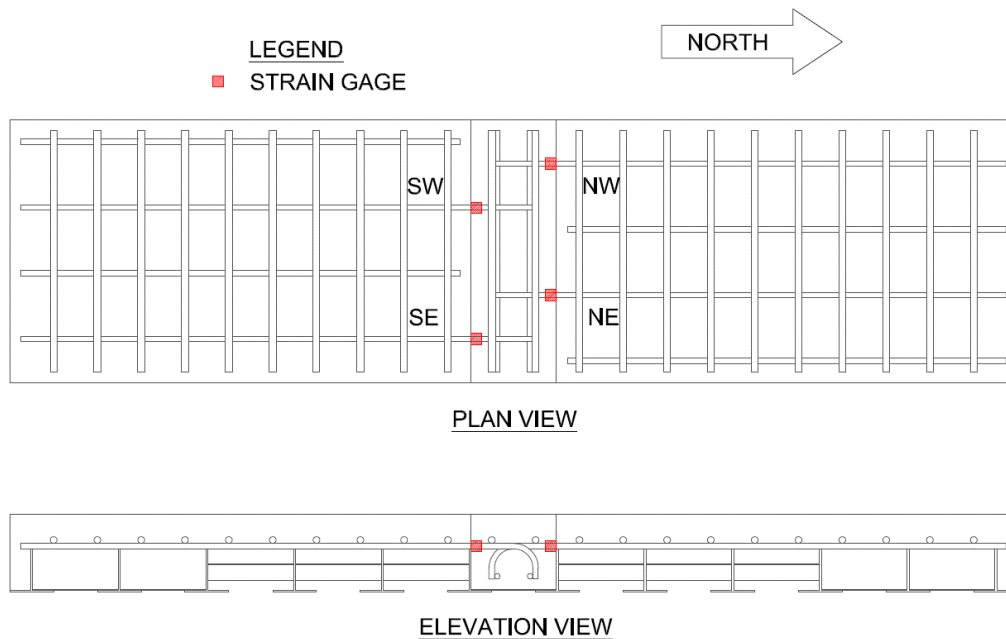 LEGEND
STRAIN GAGE
NORTH
SW
NW
SE
NE
PLAN VIEW
ELEVATION VIEW